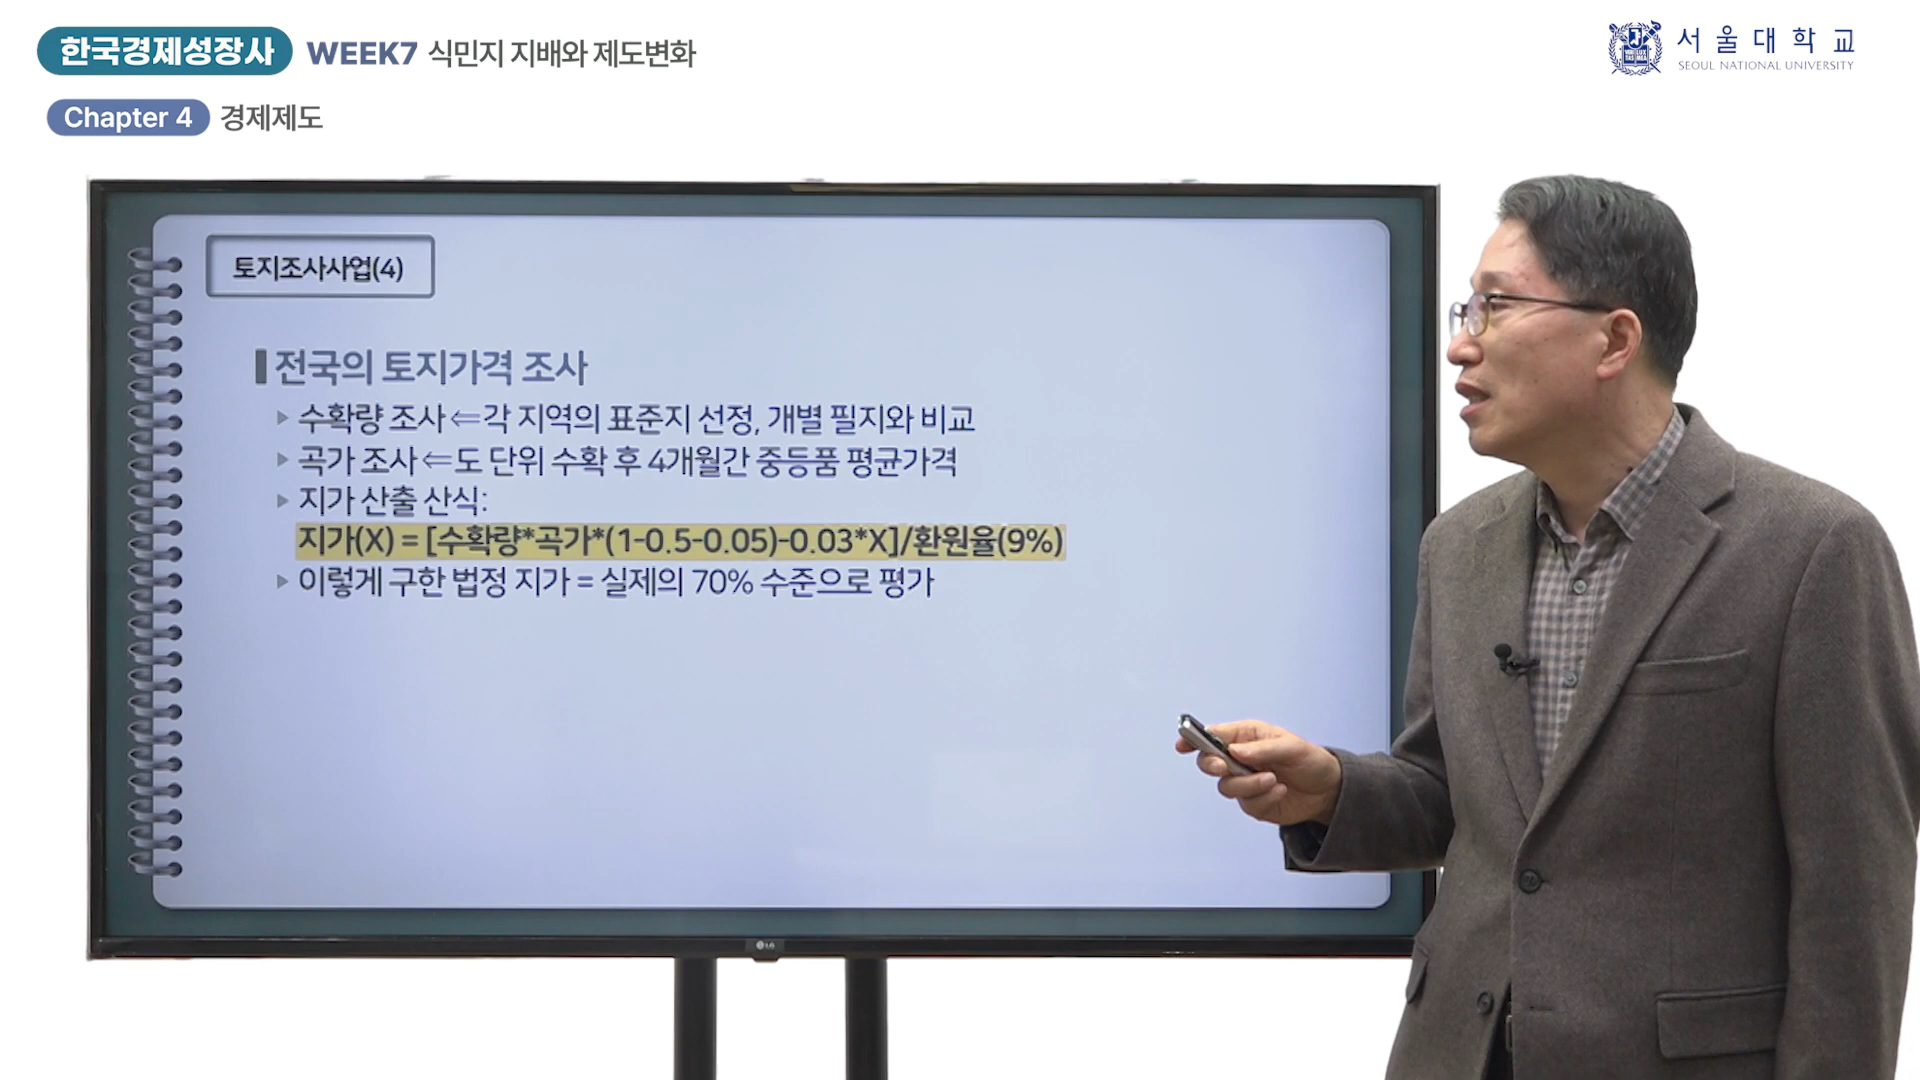 한국경제성장사 WEEK7 식민지 지배와 제도변화
서울대학교
SEOUL NATIONAL UNIVERSITY
Chapter 4 경제제도
토지조사사업(4)
전국의 토지가격 조사
▸ 수확량 조사⇐각 지역의 표준지 선정, 개별 필지와 비교
▸ 곡가 조사⇐도 단위 수확 후 4개월간 중등품 평균가격
▸ 지가 산출 산식:
지가(X) = [수확량*곡가*(1-0.5-0.05)-0.03*X]/환원율(9%)
▸ 이렇게 구한 법정 지가 = 실제의 70% 수준으로 평가
LG